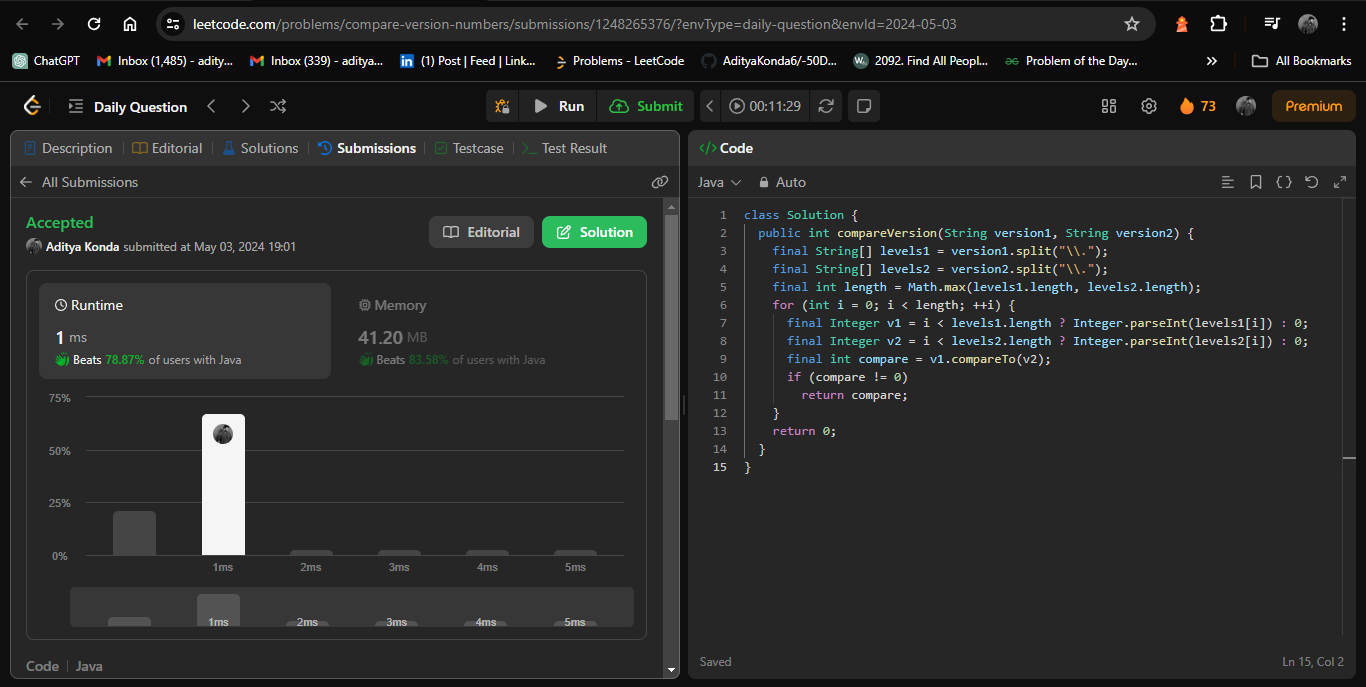 leetcode.com/problems/compare-version-numbers/submissions/1248265376/?envType=daily-question&envId=2024-05-03
ChatGPT
Inbox (1,485) - adity...
Inbox (339) - aditya...
(1) Post | Feed | Link...
Problems - LeetCode
AdityaKonda6/-50D...
2092. Find All Peopl...
Problem of the Day...
»
All Bookmarks
Daily Question
Run
Submit
00:11:29
73
Premium
Description
Editorial
Solutions
Submissions
Testcase
Test Result
All Submissions
Accepted
Aditya Konda submitted at May 03, 2024 19:01
Editorial
Solution
Runtime
1 ms
Beats 78.87% of users with Java
Memory
41.20 MB
Beats 83.58% of users with Java
75%
50%
25%
0%
1ms 2ms 3ms 4ms 5ms
1ms 2ms 3ms 4ms 5ms
Code | Java
</> Code
Java
Auto
1 class Solution {
2 public int compareVersion(String version1, String version2) {
3 final String[] levels1 = version1.split("\\.");
4 final String[] levels2 = version2.split("\\.");
5 final int length = Math.max(levels1.length, levels2.length);
6 for (int i = 0; i < length; ++i) {
7 final Integer v1 = i < levels1.length ? Integer.parseInt(levels1[i]) : 0;
8 final Integer v2 = i < levels2.length ? Integer.parseInt(levels2[i]) : 0;
9 final int compare = v1.compareTo(v2);
10 if (compare != 0)
11 return compare;
12 }
13 return 0;
14 }
15 }
Saved
Ln 15, Col 2